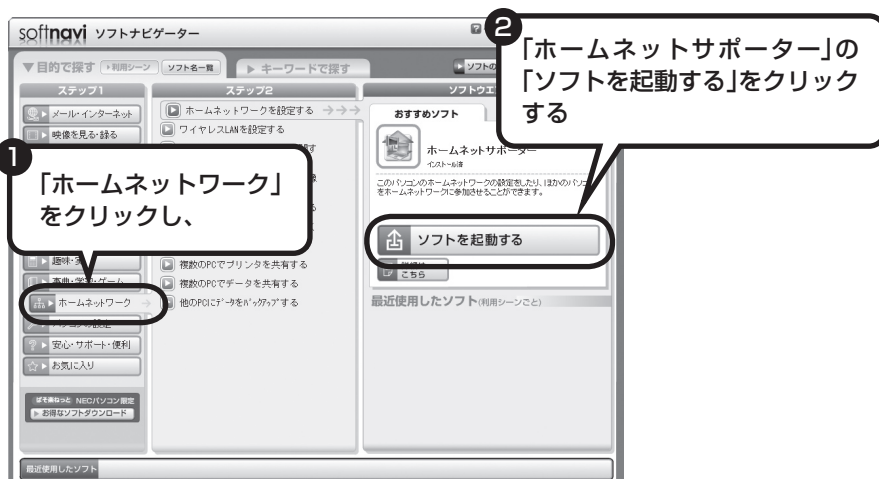 softnavi ソフトナビゲーター
▼目的で探す
利用シーン
ソフト名一覧
キーワードで探す
ソフトの
ステップ1
ステップ2
ソフトウエ
メール・インターネット
映像を見る・録る
趣味・実
事典・学習・ゲーム
ホームネットワーク
パソコンの設定
安心・サポート・便利
お気に入り
ぱそ楽ねっと NECパソコン限定
お得なソフトダウンロード
ホームネットワークを設定する
ワイヤレスLANを設定する
複数のPCでプリンタを共有する
複数のPCでデータを共有する
他のPCにデータをバックアップする
おすすめソフト
ホームネットサポーター
インストール済
このパソコンのホームネットワークの設定をしたり、ほかのパソコ
をホームネットワークに参加させることができます。
ソフトを起動する
詳細は
こちら
最近使用したソフト(利用シーンごと)
最近使用したソフト
1
「ホームネットワーク」
をクリックし、
2
「ホームネットサポーター」の
「ソフトを起動する」をクリック
する